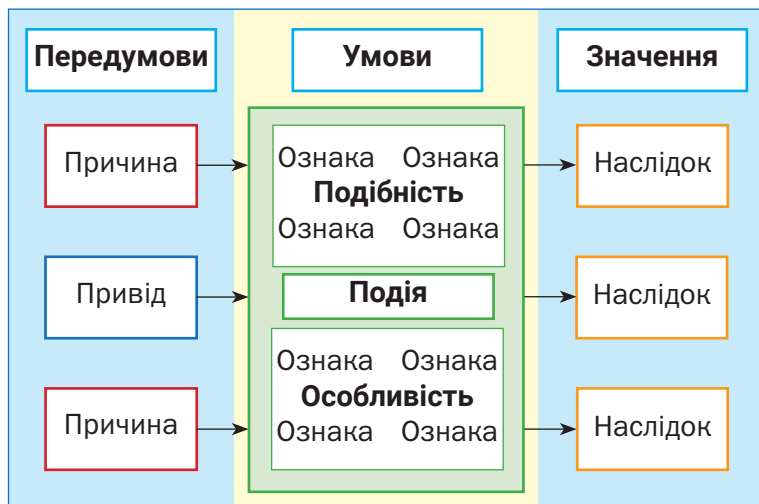 Передумови
Умови
Значення
Причина
Ознака Ознака
Подібність
Ознака Ознака
Наслідок
Привід
Подія
Наслідок
Причина
Ознака Ознака
Особливість
Ознака Ознака
Наслідок